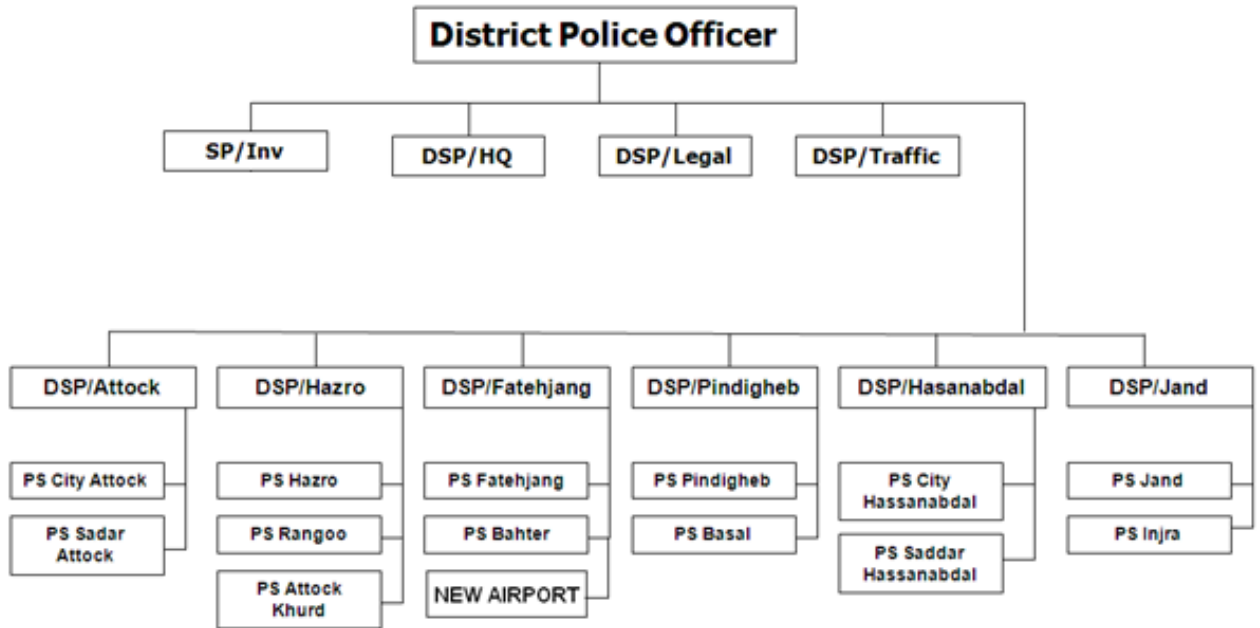 District Police Officer
SP/Inv
DSP/HQ
DSP/Legal
DSP/Traffic
DSP/Attock
DSP/Hazro
DSP/Fatehjang
DSP/Pindigheb
DSP/Hasanabdal
DSP/Jand
PS City Attock
PS Hazro
PS Fatehjang
PS Pindigheb
PS City
Hassanabdal
PS Jand
PS Sadar
Attock
PS Rangoo
PS Bahter
PS Basal
PS Saddar
Hassanabdal
PS Injra
PS Attock
Khurd
NEW AIRPORT